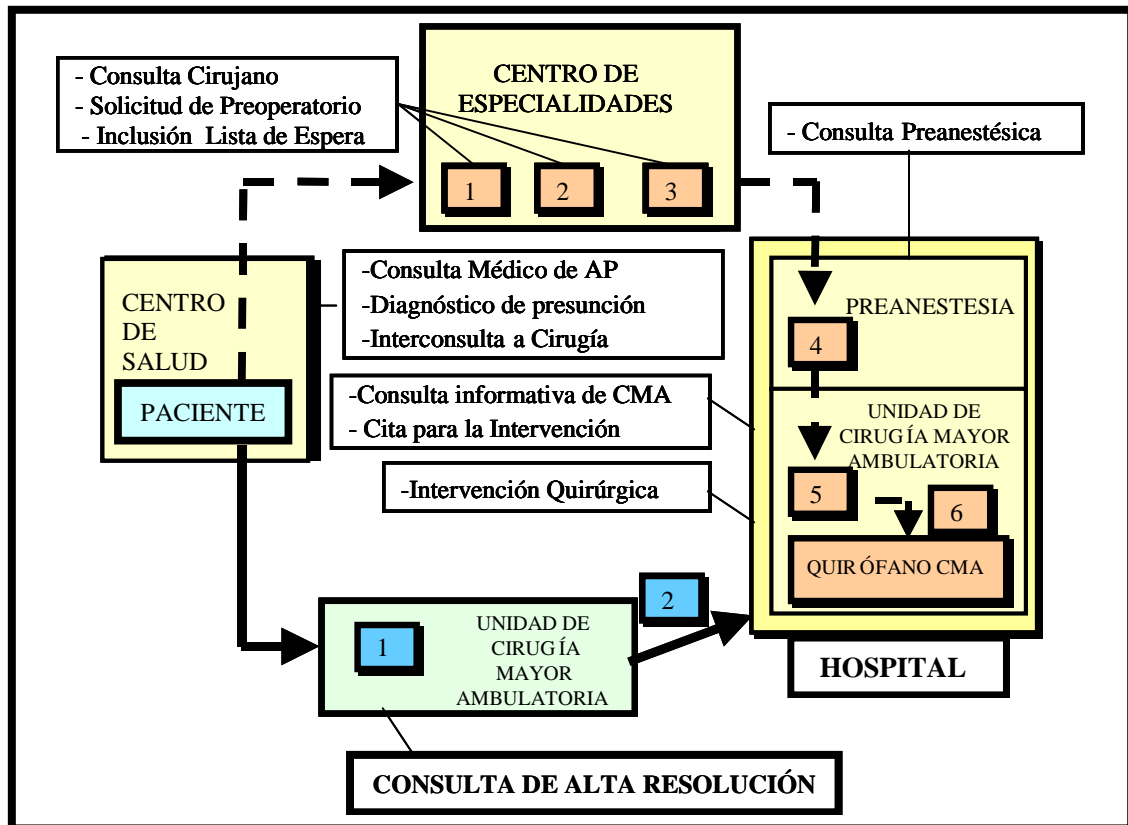 - Consulta Cirujano
- Solicitud de Preoperatorio
- Inclusión Lista de Espera
CENTRO DE
ESPECIALIDADES
1
2
3
- Consulta Preanestésica
CENTRO
DE
SALUD
PACIENTE
-Consulta Médico de AP
-Diagnóstico de presunción
-Interconsulta a Cirugía
PREANESTESIA
4
-Consulta informativa de CMA
- Cita para la Intervención
-Intervención Quirúrgica
UNIDAD DE
CIRUGÍA MAYOR
AMBULATORIA
5
6
QUIRÓFANO CMA
HOSPITAL
1
UNIDAD DE
CIRUGÍA
MAYOR
AMBULATORIA
2
CONSULTA DE ALTA RESOLUCIÓN